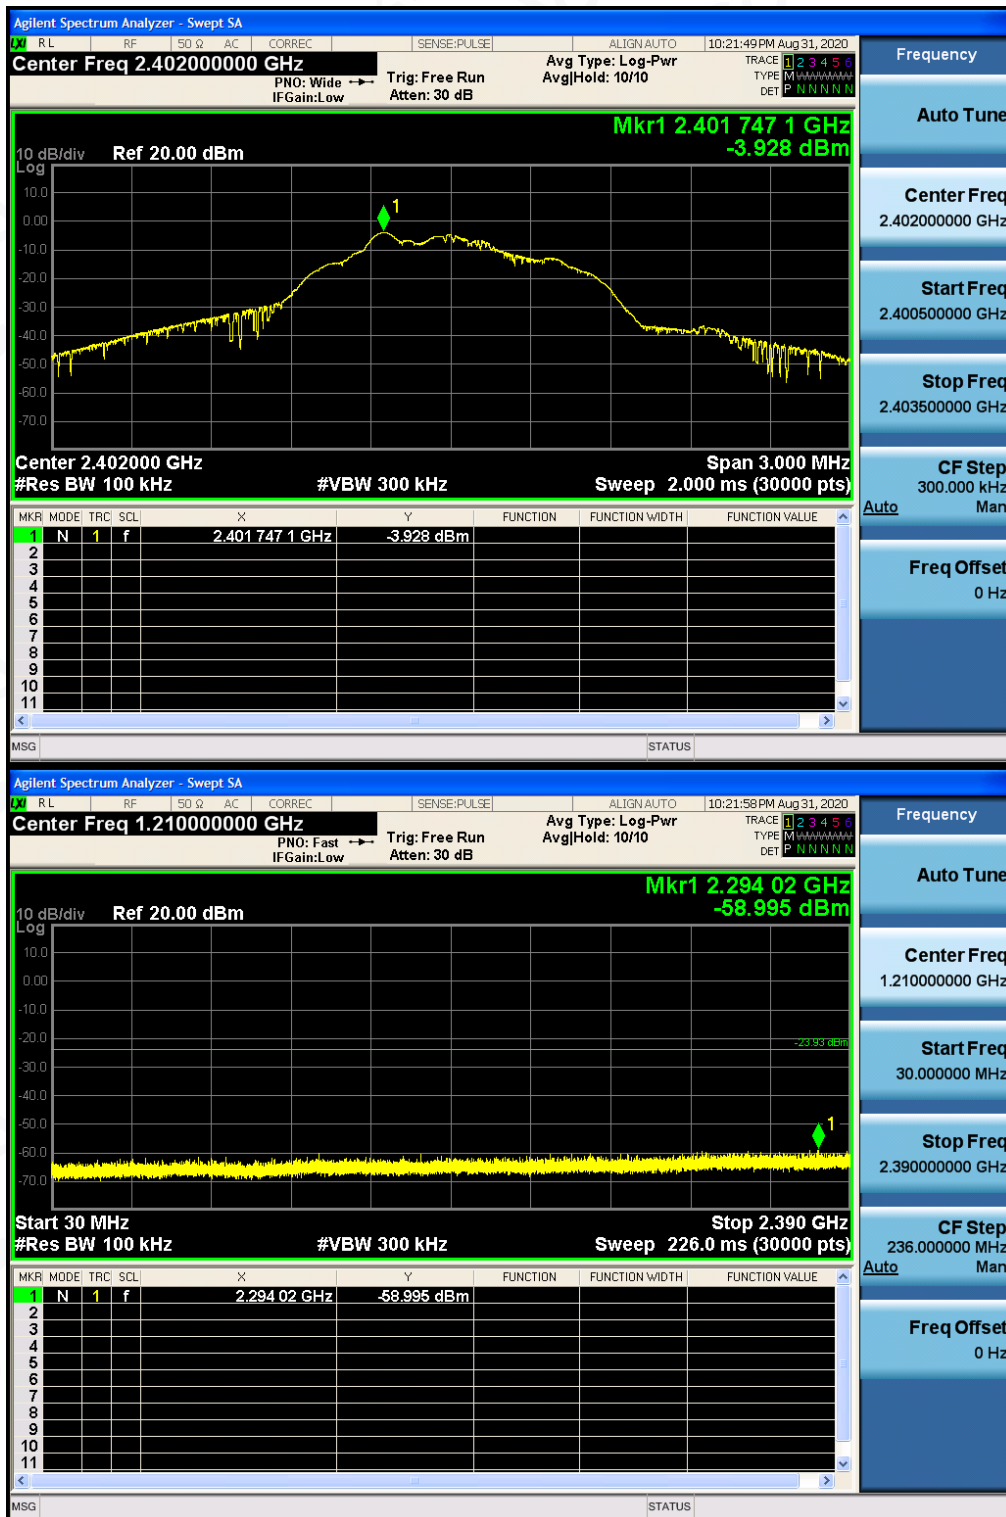 Agilent Spectrum Analyzer - Swept SA
LXI RL RF 50 Ω AC CORREC SENSE:PULSE ALIGN AUTO 10:21:49 PM Aug 31, 2020
Center Freq 2.402000000 GHz Avg Type: Log-Pwr TRACE 1 2 3 4 5 6
PNO: Wide Trig: Free Run Avg|Hold: 10/10 TYPE M
IFGain:Low Atten: 30 dB DET P N N N N N
Mkr1 2.401 747 1 GHz
10 dB/div Ref 20.00 dBm -3.928 dBm
Log
10.0
1
0.00
-10.0
-20.0
-30.0
-40.0
-50.0
-60.0
-70.0
Center 2.402000 GHz Span 3.000 MHz
#Res BW 100 kHz #VBW 300 kHz Sweep 2.000 ms (30000 pts)
MKR MODE TRC SCL X Y FUNCTION FUNCTION WIDTH FUNCTION VALUE
1 N 1 f 2.401 747 1 GHz -3.928 dBm
2
3
4
5
6
7
8
9
10
11
MSG STATUS
Frequency
Auto Tune
Center Freq
2.402000000 GHz
Start Freq
2.400500000 GHz
Stop Freq
2.403500000 GHz
CF Step
300.000 kHz
Auto Man
Freq Offset
0 Hz
Agilent Spectrum Analyzer - Swept SA
LXI RL RF 50 Ω AC CORREC SENSE:PULSE ALIGN AUTO 10:21:58 PM Aug 31, 2020
Center Freq 1.210000000 GHz Avg Type: Log-Pwr TRACE 1 2 3 4 5 6
PNO: Fast Trig: Free Run Avg|Hold: 10/10 TYPE M
IFGain:Low Atten: 30 dB DET P N N N N N
Mkr1 2.294 02 GHz
10 dB/div Ref 20.00 dBm -58.995 dBm
Log
10.0
0.00
-10.0
-20.0
-23.93 dBm
-30.0
-40.0
-50.0
1
-60.0
-70.0
Start 30 MHz Stop 2.390 GHz
#Res BW 100 kHz #VBW 300 kHz Sweep 226.0 ms (30000 pts)
MKR MODE TRC SCL X Y FUNCTION FUNCTION WIDTH FUNCTION VALUE
1 N 1 f 2.294 02 GHz -58.995 dBm
2
3
4
5
6
7
8
9
10
11
MSG STATUS
Frequency
Auto Tune
Center Freq
1.210000000 GHz
Start Freq
30.000000 MHz
Stop Freq
2.390000000 GHz
CF Step
236.000000 MHz
Auto Man
Freq Offset
0 Hz